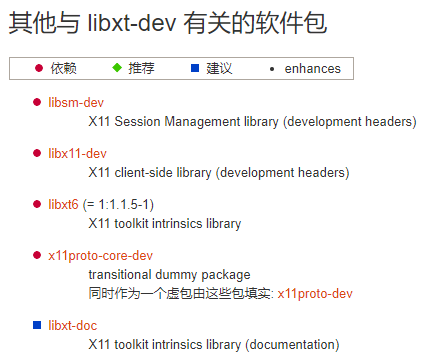 其他与 libxt-dev 有关的软件包
依赖 推荐 建议 enhances
libsm-dev
X11 Session Management library (development headers)
libx11-dev
X11 client-side library (development headers)
libxt6 (= 1:1.1.5-1)
X11 toolkit intrinsics library
x11proto-core-dev
transitional dummy package
同时作为一个虚包由这些包填实: x11proto-dev
libxt-doc
X11 toolkit intrinsics library (documentation)